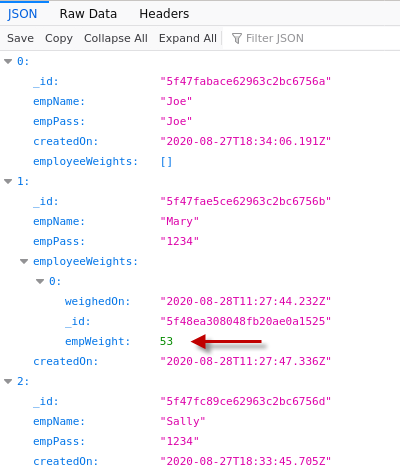 JSON Raw Data Headers
Save Copy Collapse All Expand All Filter JSON
0:
_id: "5f47fabace62963c2bc6756a"
empName: "Joe"
empPass: "Joe"
createdOn: "2020-08-27T18:34:06.191Z"
employeeWeights: []
1:
_id: "5f47fae5ce62963c2bc6756b"
empName: "Mary"
empPass: "1234"
employeeWeights:
0:
weighedOn: "2020-08-28T11:27:44.232Z"
_id: "5f48ea308048fb20ae0a1525"
empWeight: 53
createdOn: "2020-08-28T11:27:47.336Z"
2:
_id: "5f47fc89ce62963c2bc6756d"
empName: "Sally"
empPass: "1234"
createdOn: "2020-08-27T18:33:45.705Z"